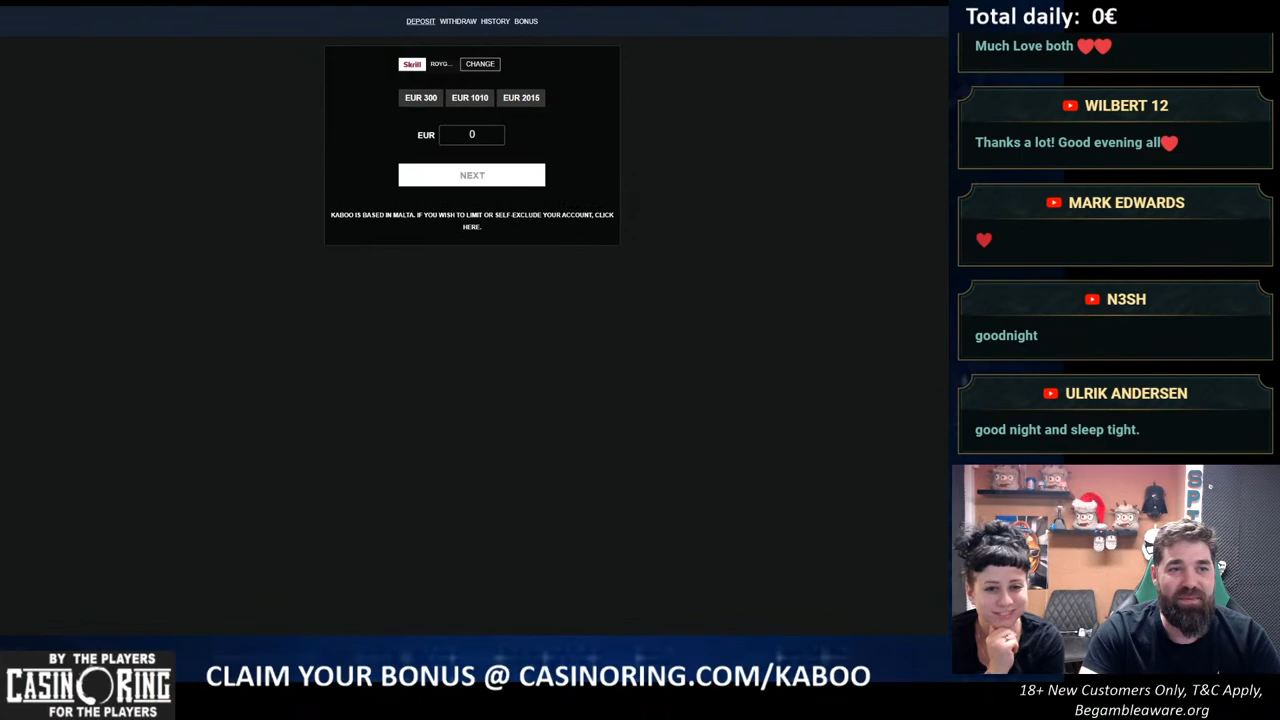 DEPOSIT WITHDRAW HISTORY BONUS
Skrill ROYG... CHANGE
EUR 300 EUR 1010 EUR 2015
EUR 0
NEXT
KABOO IS BASED IN MALTA. IF YOU WISH TO LIMIT OR SELF-EXCLUDE YOUR ACCOUNT, CLICK
HERE.
Total daily: 0€
Much Love both ❤️❤️
WILBERT 12
Thanks a lot! Good evening all❤️
MARK EDWARDS
❤️
N3SH
goodnight
ULRIK ANDERSEN
good night and sleep tight.
BY THE PLAYERS
CASINORING
FOR THE PLAYERS
CLAIM YOUR BONUS @ CASINORING.COM/KABOO
18+ New Customers Only, T&C Apply,
Begambleaware.org